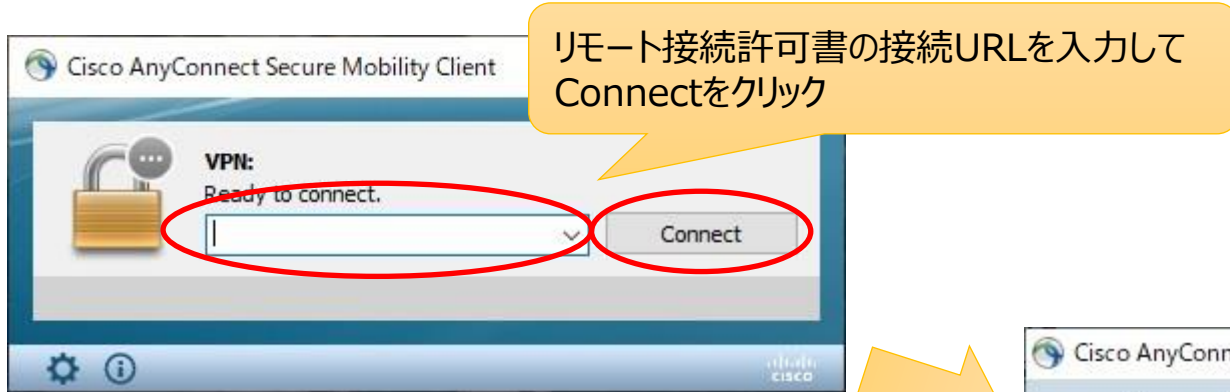 リモート接続許可書の接続URLを入力して
Connectをクリック
Cisco AnyConnect Secure Mobility Client
VPN:
Ready to connect.
Connect
cisco
Cisco AnyConn